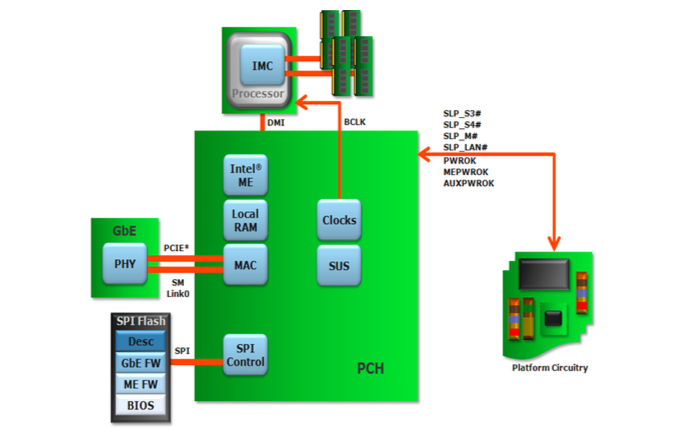 IMC
Processor
DMI
BCLK
SLP_S3#
SLP_S4#
SLP_M#
SLP_LAN#
PWROK
MEPWROK
AUXPWROK
Intel®
ME
Local
RAM
Clocks
GbE
PHY
PCIE*
SM
Link0
MAC
SUS
SPI Flash
Desc
GbE FW
ME FW
BIOS
SPI
SPI
Control
PCH
Platform Circuitry